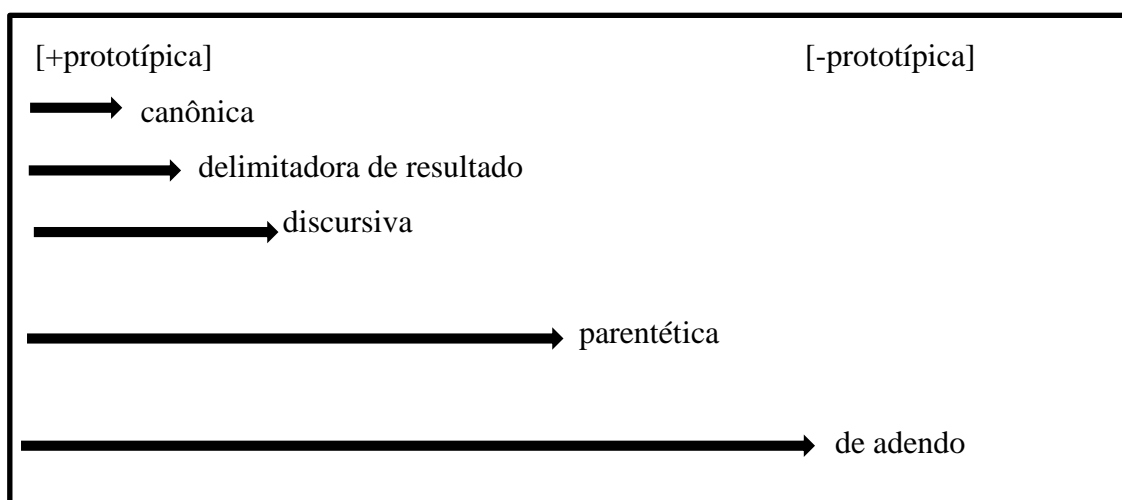 [+prototípica] [-prototípica]
canônica
delimitadora de resultado
discursiva
parentética
de adendo